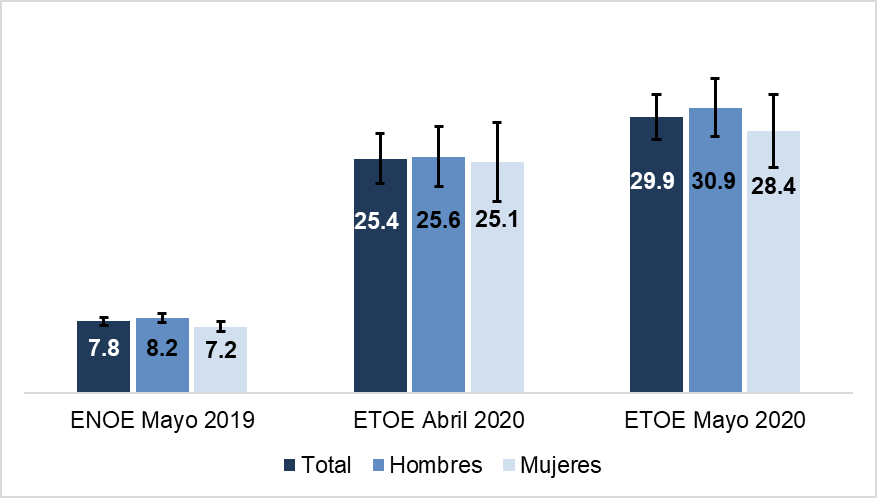 7.8 8.2 7.2
25.4 25.6 25.1
29.9 30.9 28.4
ENOE Mayo 2019 ETOE Abril 2020 ETOE Mayo 2020
Total Hombres Mujeres